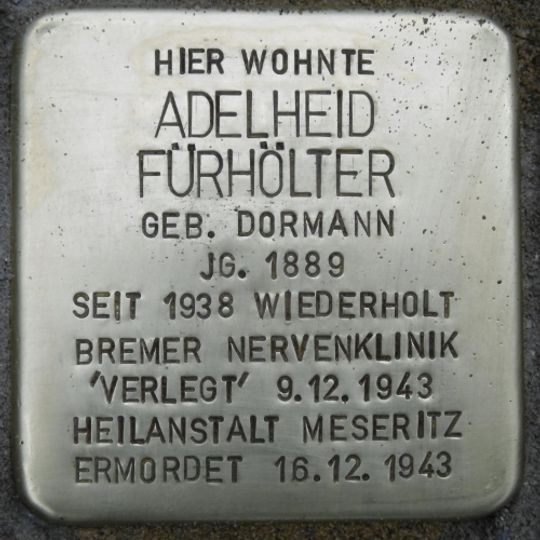 HIER WOHNTE
ADELHEID
FÜRHÖLTER
GEB. DORMANN
JG. 1889
SEIT 1938 WIEDERHOLT
BREMER NERVENKLINIK
'VERLEGT' 9.12.1943
HEILANSTALT MESERITZ
ERMORDET 16.12.1943